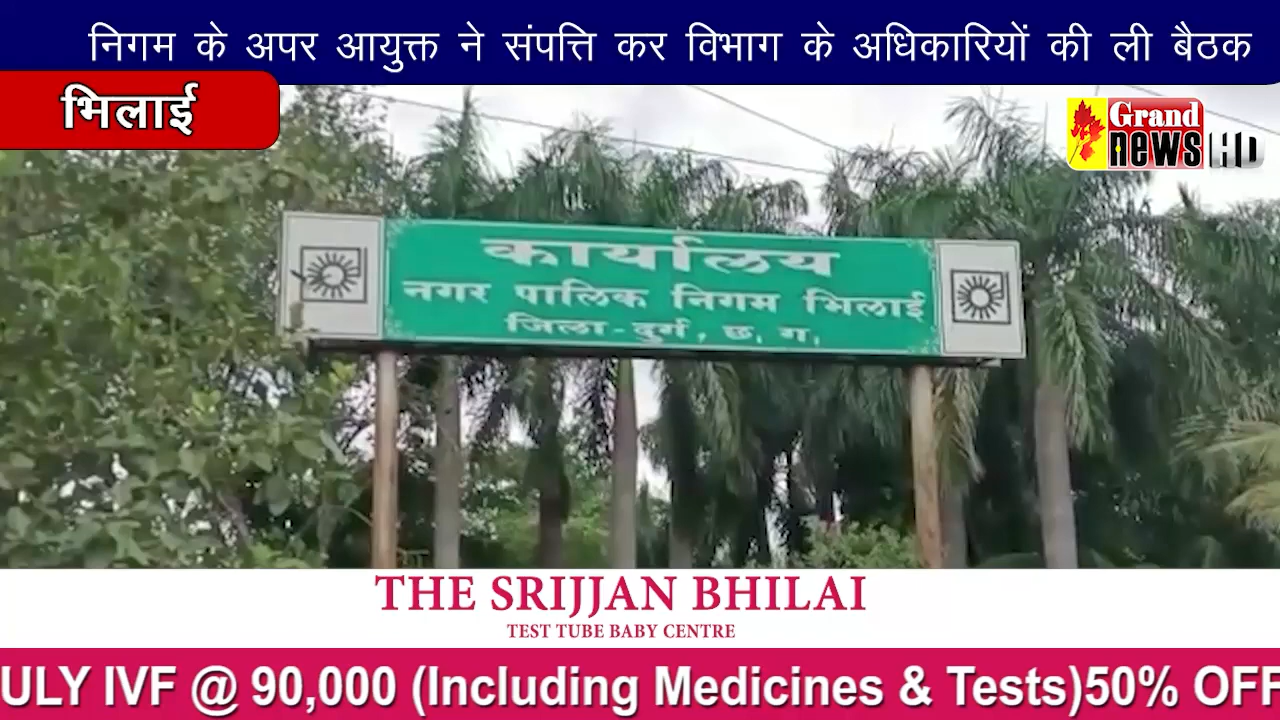 निगम के अपर आयुक्त ने संपत्ति कर विभाग के अधिकारियों की ली बैठक
भिलाई
Grand
news HD
कार्यालय
नगर पालिक निगम भिलाई
जिला - दुर्ग, छ. ग.
THE SRIJJAN BHILAI
TEST TUBE BABY CENTRE
ULY IVF @ 90,000 (Including Medicines & Tests)50% OFF